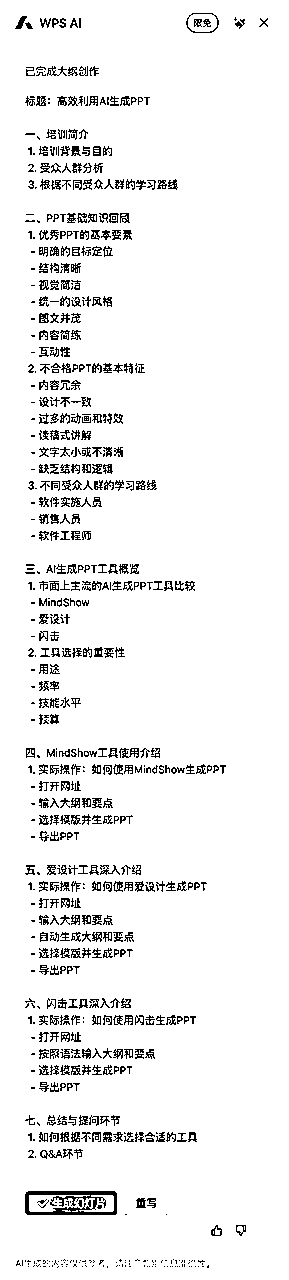 WPS AI
限免
已完成大纲创作
标题：高效利用AI生成PPT
一、培训简介
1. 培训背景与目的
2. 受众人群分析
3. 根据不同受众人群的学习路线
二、PPT基础知识回顾
1. 优秀PPT的基本要素
- 明确的目标定位
- 结构清晰
- 视觉简洁
- 统一的设计风格
- 图文并茂
- 内容简练
- 互动性
2. 不合格PPT的基本特征
- 内容冗余
- 设计不一致
- 过多的动画和特效
- 读稿式讲解
- 文字太小或不清晰
- 缺乏结构和逻辑
3. 不同受众人群的学习路线
- 软件实施人员
- 销售人员
- 软件工程师
三、AI生成PPT工具概览
1. 市面上主流的AI生成PPT工具比较
- MindShow
- 爱设计
- 闪击
2. 工具选择的重要性
- 用途
- 频率
- 技能水平
- 预算
四、MindShow工具使用介绍
1. 实际操作：如何使用MindShow生成PPT
- 打开网址
- 输入大纲和要点
- 选择模版并生成PPT
- 导出PPT
五、爱设计工具深入介绍
1. 实际操作：如何使用爱设计生成PPT
- 打开网址
- 输入大纲和要点
- 自动生成大纲和要点
- 选择模版并生成PPT
- 导出PPT
六、闪击工具深入介绍
1. 实际操作：如何使用闪击生成PPT
- 打开网址
- 按照语法输入大纲和要点
- 选择模版并生成PPT
- 导出PPT
七、总结与提问环节
1. 如何根据不同需求选择合适的工具
2. Q&A环节
生成幻灯片 重写
AI生成的内容仅供参考